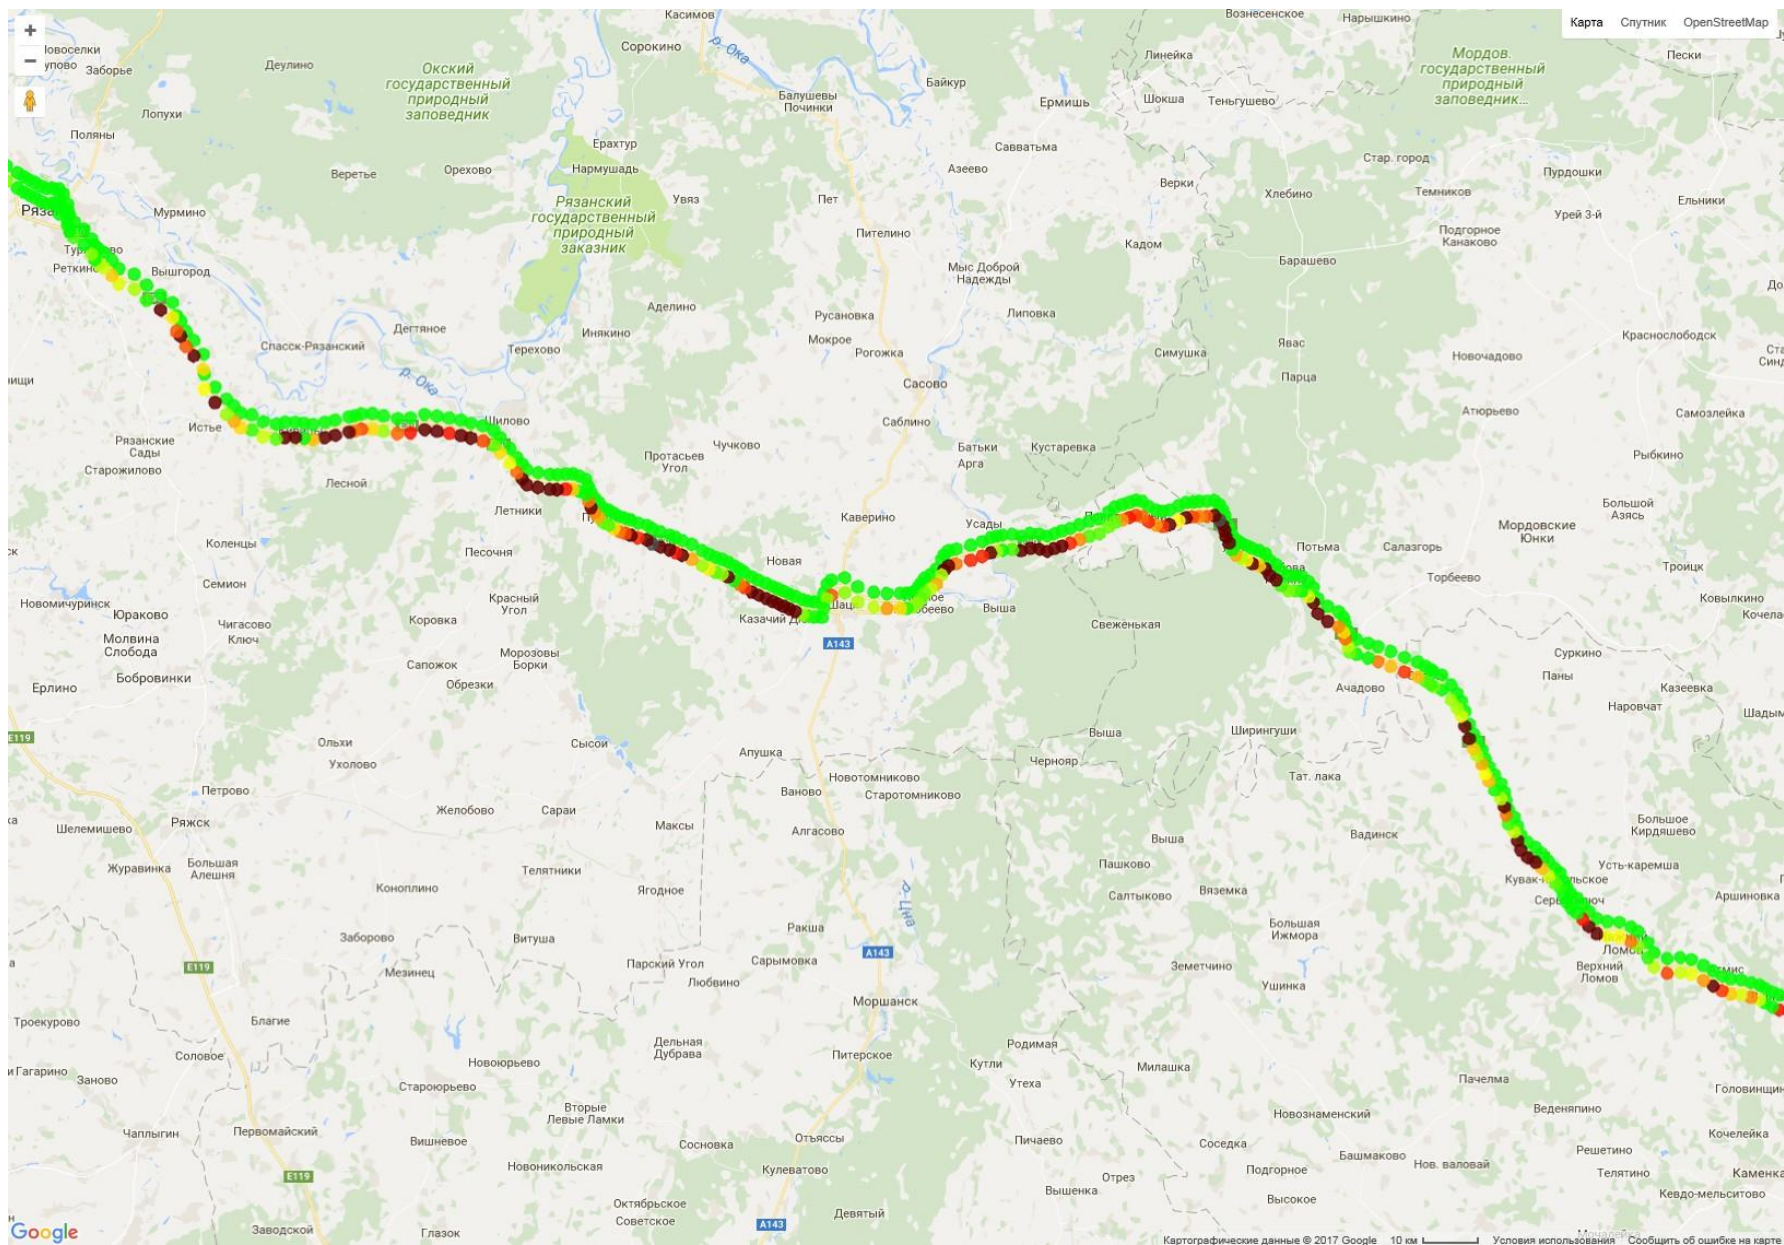 Касимов
Вознесенское
Нарышкино
Карта
Спутник
OpenStreetMap
Сорокино
р. Ока
Линейка
Мордов.
государственный
природный
заповедник...
Пески
Заборье
Деулино
Окский
государственный
природный
заповедник
Балушевы
Починки
Байкур
Ермишь
Шокша
Теньгушево
Лопухи
Поляны
Ерахтур
Савватьма
Азеево
Стар. город
Пурдошки
Веретье
Орехово
Нармушадь
Верки
Хлебино
Темников
Ельники
Мурмино
Рязанский
государственный
природный
заказник
Увяз
Пет
Урей 3-й
Пителино
Кадом
Подгорное
Канаково
Вышгород
Мыс Доброй
Надежды
Барашево
Аделино
Русановка
Липовка
Дегтяное
Инякино
Мокрое
Краснослободск
Спасск-Рязанский
Терехово
Рогожка
Симушка
Явас
Новочадово
р. Ока
Сасово
Парца
Истье
Шилово
Саблино
Атюрьево
Самозлейка
Рязанские
Сады
Чучково
Батьки
Кустаревка
Протасьев
Угол
Арга
Рыбкино
Старожилово
Лесной
Летники
Каверино
Усады
Большой
Азясь
Мордовские
Юнки
Коленцы
Песочня
Новая
Потьма
Салазгорь
Троицк
Семион
Торбеево
Новомичуринск
Юраково
Красный
Угол
Выша
Ковылкино
Молвина
Слобода
Чигасово
Ключ
Коровка
А143
Свеженькая
Бобровинки
Сапожок
Морозовы
Борки
Суркино
Паны
Ерлино
Обрезки
Ачадово
Казеевка
Наровчат
E119
Ольхи
Ухолово
Сысои
Апушка
Выша
Ширингуши
Чернояр
Тат. лака
Новотомниково
Петрово
Ваново
Старотомниково
Желобово
Сараи
Шелемишево
Ряжск
Максы
Алгасово
Выша
Вадинск
Большое
Кирдяшево
Журавинка
Большая
Алешня
Телятники
Пашково
Усть-каремша
Коноплино
Ягодное
Салтыково
Вяземка
р. Цна
Ракша
Большая
Ижмора
Заборово
Витуша
Ломов
А143
E119
Мезинец
Парский Угол
Сарымовка
Земетчино
Верхний
Ломов
Любвино
Ушинка
Моршанск
Троекурово
Благие
Соловое
Новоюрьево
Дельная
Дубрава
Питерское
Родимая
Кутли
Милашка
Заново
Староюрьево
Утеха
Пачелма
Вторые
Левые Ламки
Новознаменский
Веденяпино
Чаплыгин
Первомайский
Вишневое
Сосновка
Отъяссы
Пичаево
Соседка
Кочелейка
Решетино
Башмаково
Нов. валовай
Новоникольская
Кулеватово
Отрез
Подгорное
Телятино
E119
Вышенка
Высокое
Кевдо-мельситово
Октябрьское
Советское
Девятый
А143
Google
Заводской
Глазок
Картографические данные © 2017 Google
10 км
Условия использования
Сообщить об ошибке на карте